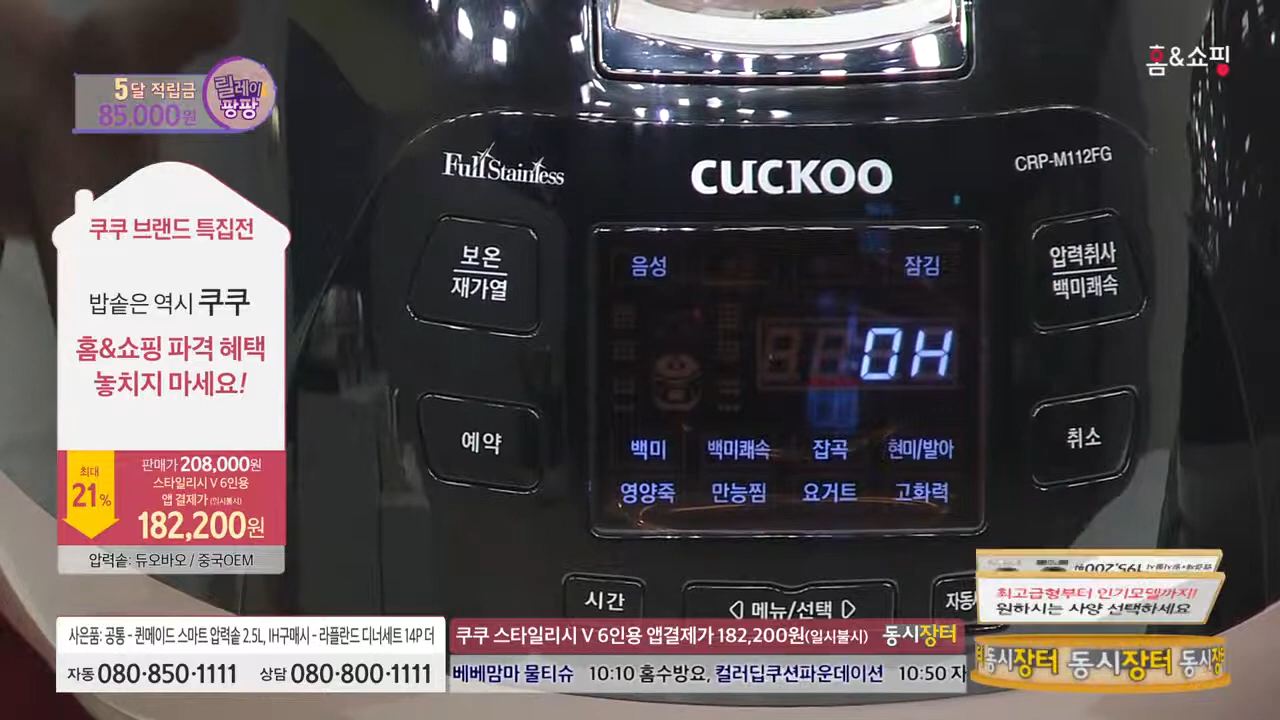 홈&쇼핑
5달 적립금
85,000원
릴레이
팡팡
쿠쿠 브랜드 특집전
밥솥은 역시 쿠쿠
홈&쇼핑 파격 혜택
놓치지 마세요!
최대
21%
판매가 208,000원
스타일리시 V 6인용
앱 결제가 (일시불시)
182,200원
압력솥: 듀오바오 / 중국OEM
Full Stainless
CUCKOO
CRP-M112FG
보온
재가열
음성
잠김
압력취사
백미쾌속
0H
예약
취소
백미 백미쾌속 잡곡 현미/발아
영양죽 만능찜 요거트 고화력
시간
메뉴/선택
자동
195,200원
최고급형부터 인기모델까지!
원하시는 사양 선택하세요
동시장터 동시장터 동시장
사은품: 공통 - 퀸메이드 스마트 압력솥 2.5L, IH구매시 - 라플란드 디너세트 14P 더
자동 080-850-1111 상담 080-800-1111
쿠쿠 스타일리시 V 6인용 앱결제가 182,200원(일시불시) 동시장터
베베맘마 물티슈 10:10 홈수방요, 컬러딥쿠션파운데이션 10:50 자